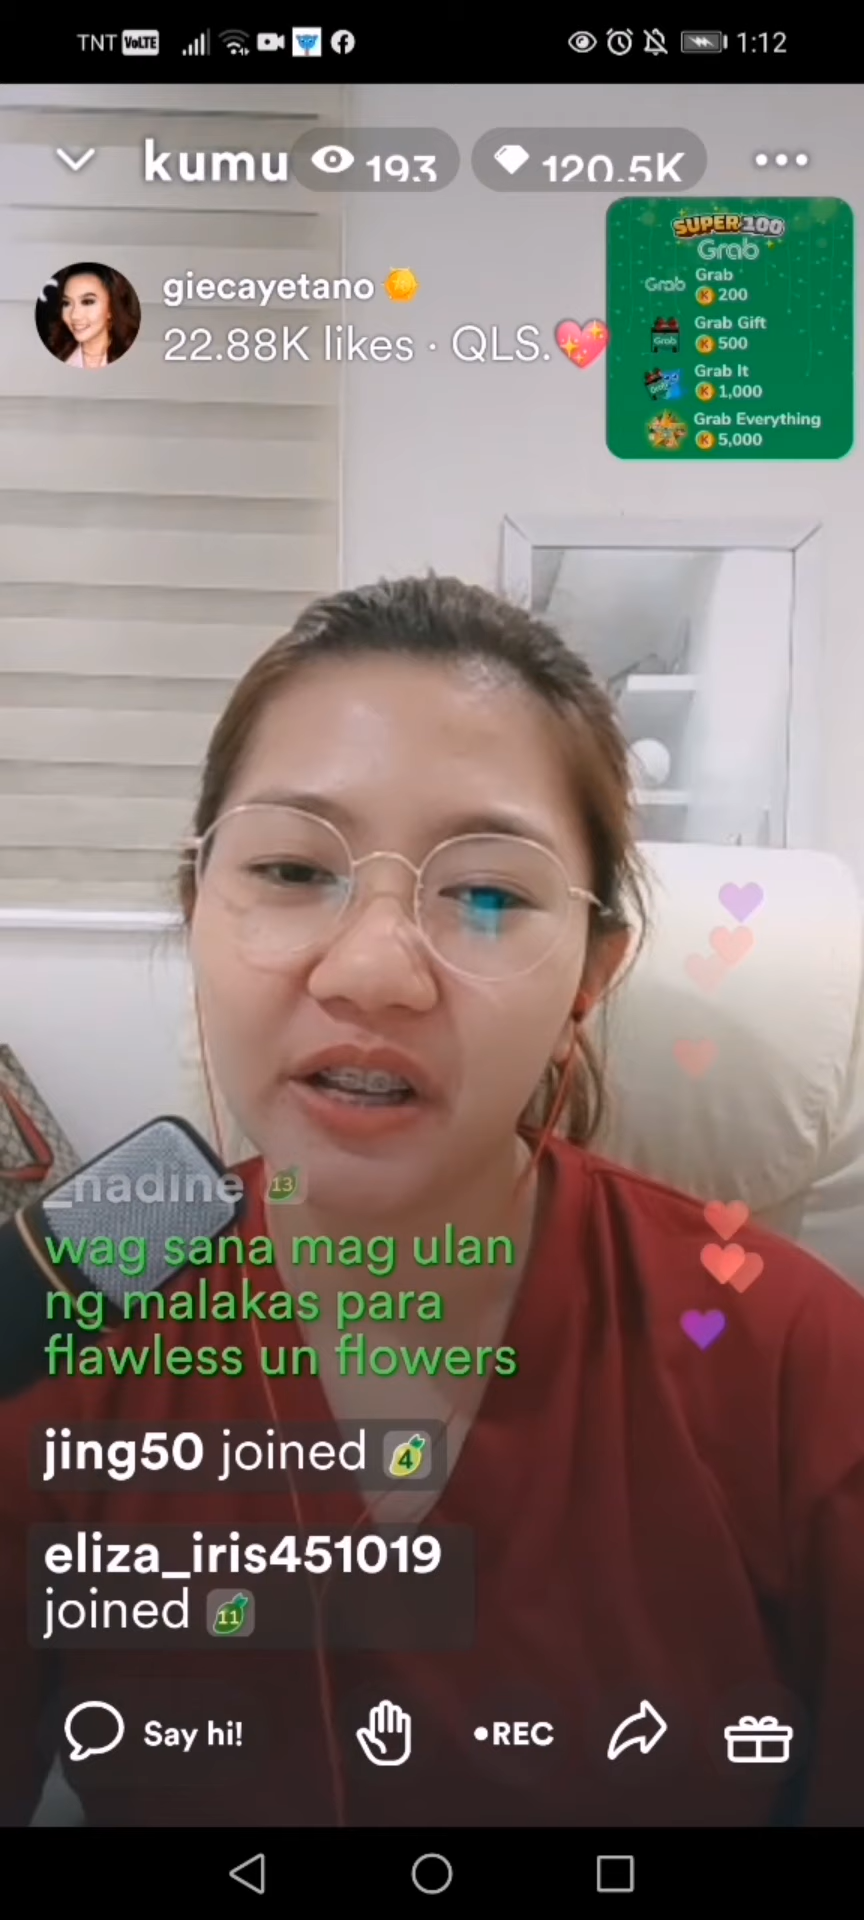 TNT VoLTE 1:12
kumu 193 120.5K
SUPER 100
Grab
giecayetano
22.88K likes · QLS.
Grab Grab
200
Grab Gift
Grab 500
Grab It
1,000
Grab Everything
5,000
_nadine 13
wag sana mag ulan
ng malakas para
flawless un flowers
jing50 joined 4
eliza_iris451019
joined 11
Say hi! •REC